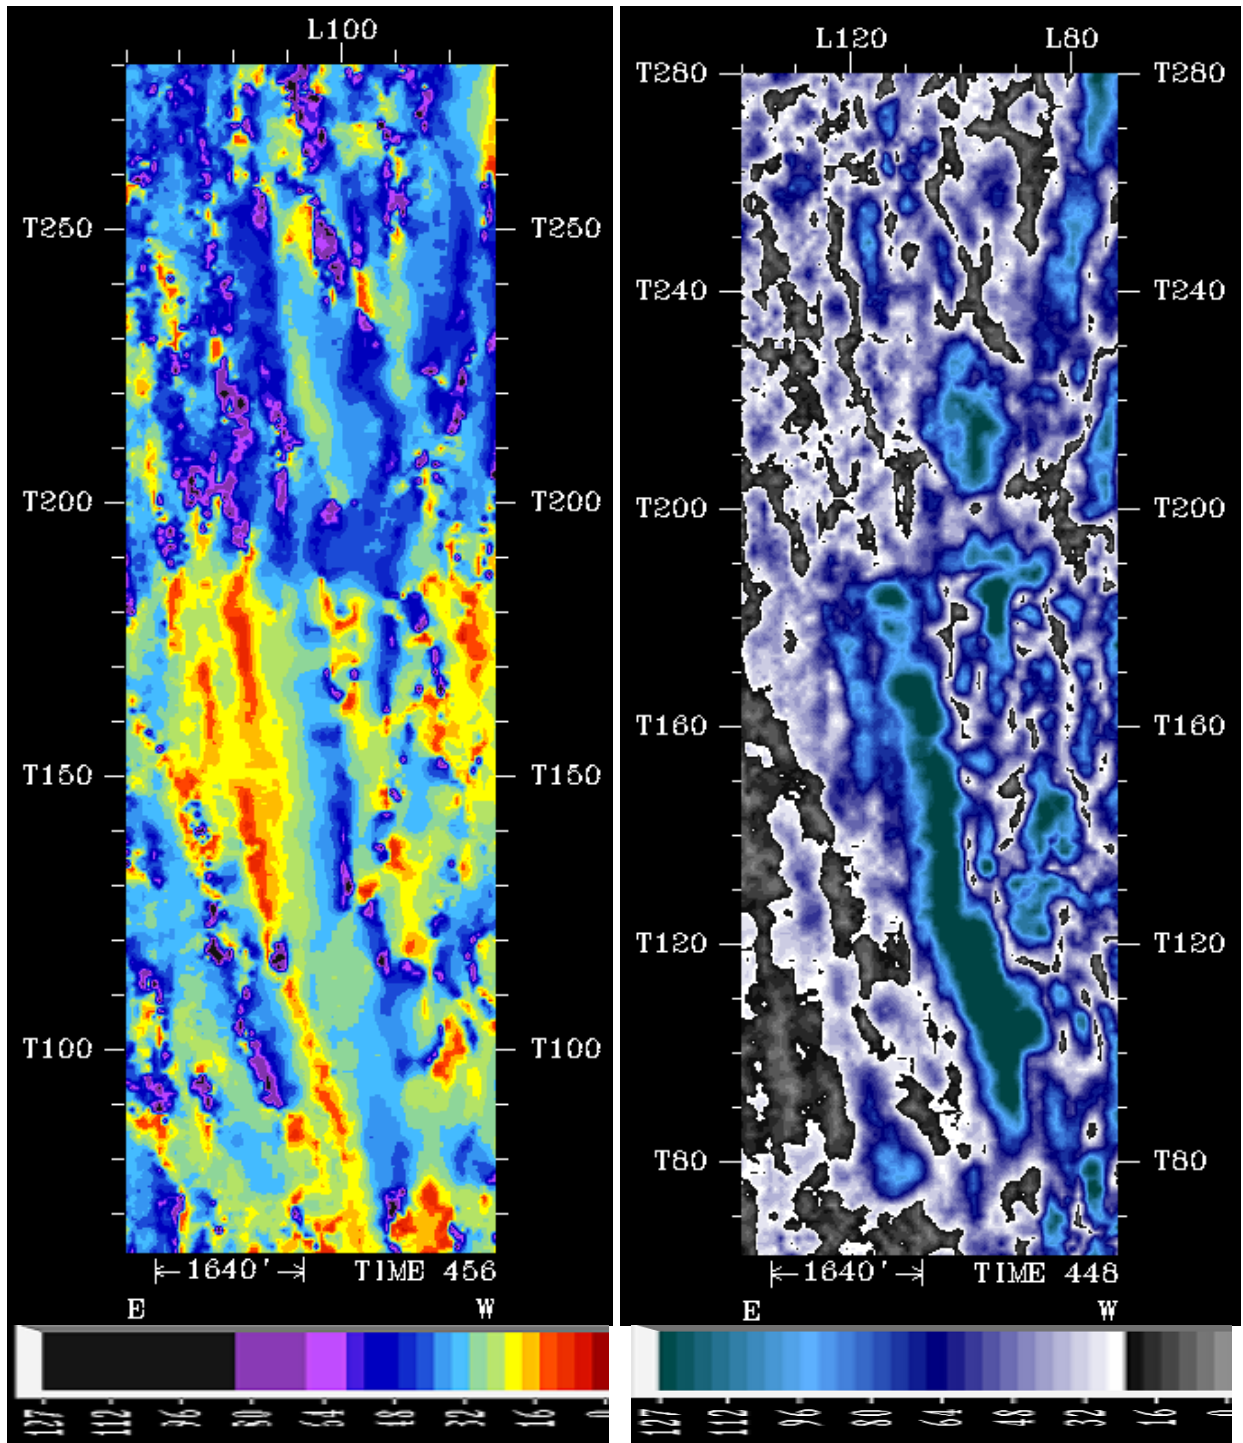 L100
T250 T250
T200 T200
T150 T150
T100 T100
1640' TIME 456
E W
127 112 96 80 64 48 32 16 0
L120 L80
T280 T280
T240 T240
T200 T200
T160 T160
T120 T120
T80 T80
1640' TIME 448
E W
127 112 96 80 64 48 32 16 0